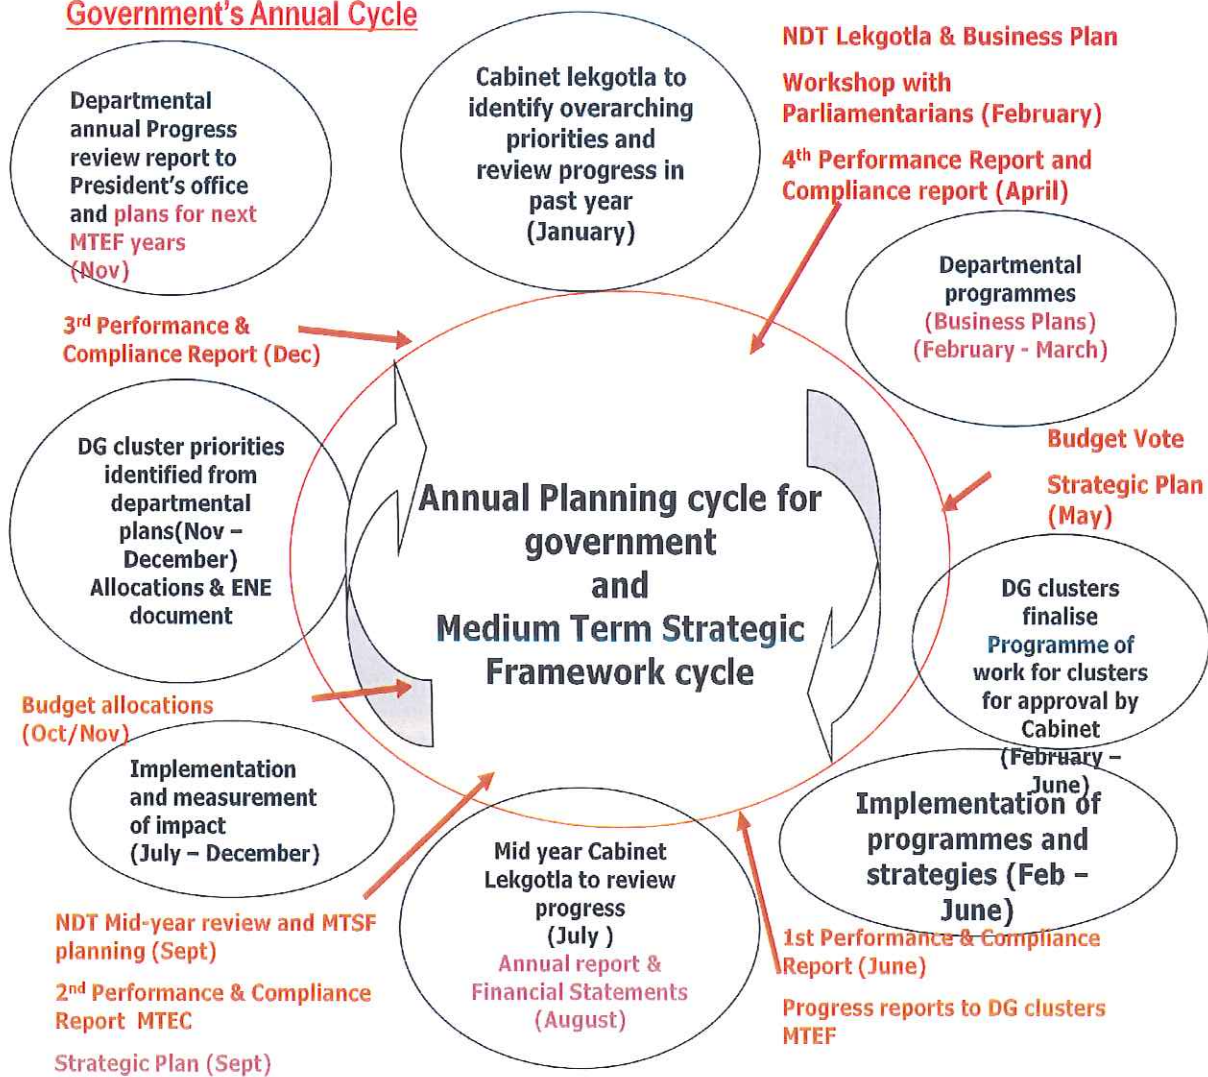 Government's Annual Cycle
Departmental
annual Progress
review report to
President's office
and plans for next
MTEF years
(Nov)
Cabinet lekgotla to
identify overarching
priorities and
review progress in
past year
(January)
NDT Lekgotla & Business Plan
Workshop with
Parliamentarians (February)
4th Performance Report and
Compliance report (April)
Departmental
programmes
(Business Plans)
(February - March)
Budget Vote
Strategic Plan
(May)
DG clusters
finalise
Programme of
work for clusters
for approval by
Cabinet
(February –
June)
Implementation of
programmes and
strategies (Feb –
June)
1st Performance & Compliance
Report (June)
Progress reports to DG clusters
MTEF
Mid year Cabinet
Lekgotla to review
progress
(July )
Annual report &
Financial Statements
(August)
NDT Mid-year review and MTSF
planning (Sept)
2nd Performance & Compliance
Report MTEC
Strategic Plan (Sept)
Implementation
and measurement
of impact
(July – December)
Budget allocations
(Oct/Nov)
DG cluster priorities
identified from
departmental
plans(Nov –
December)
Allocations & ENE
document
3rd Performance &
Compliance Report (Dec)
Annual Planning cycle for
government
and
Medium Term Strategic
Framework cycle